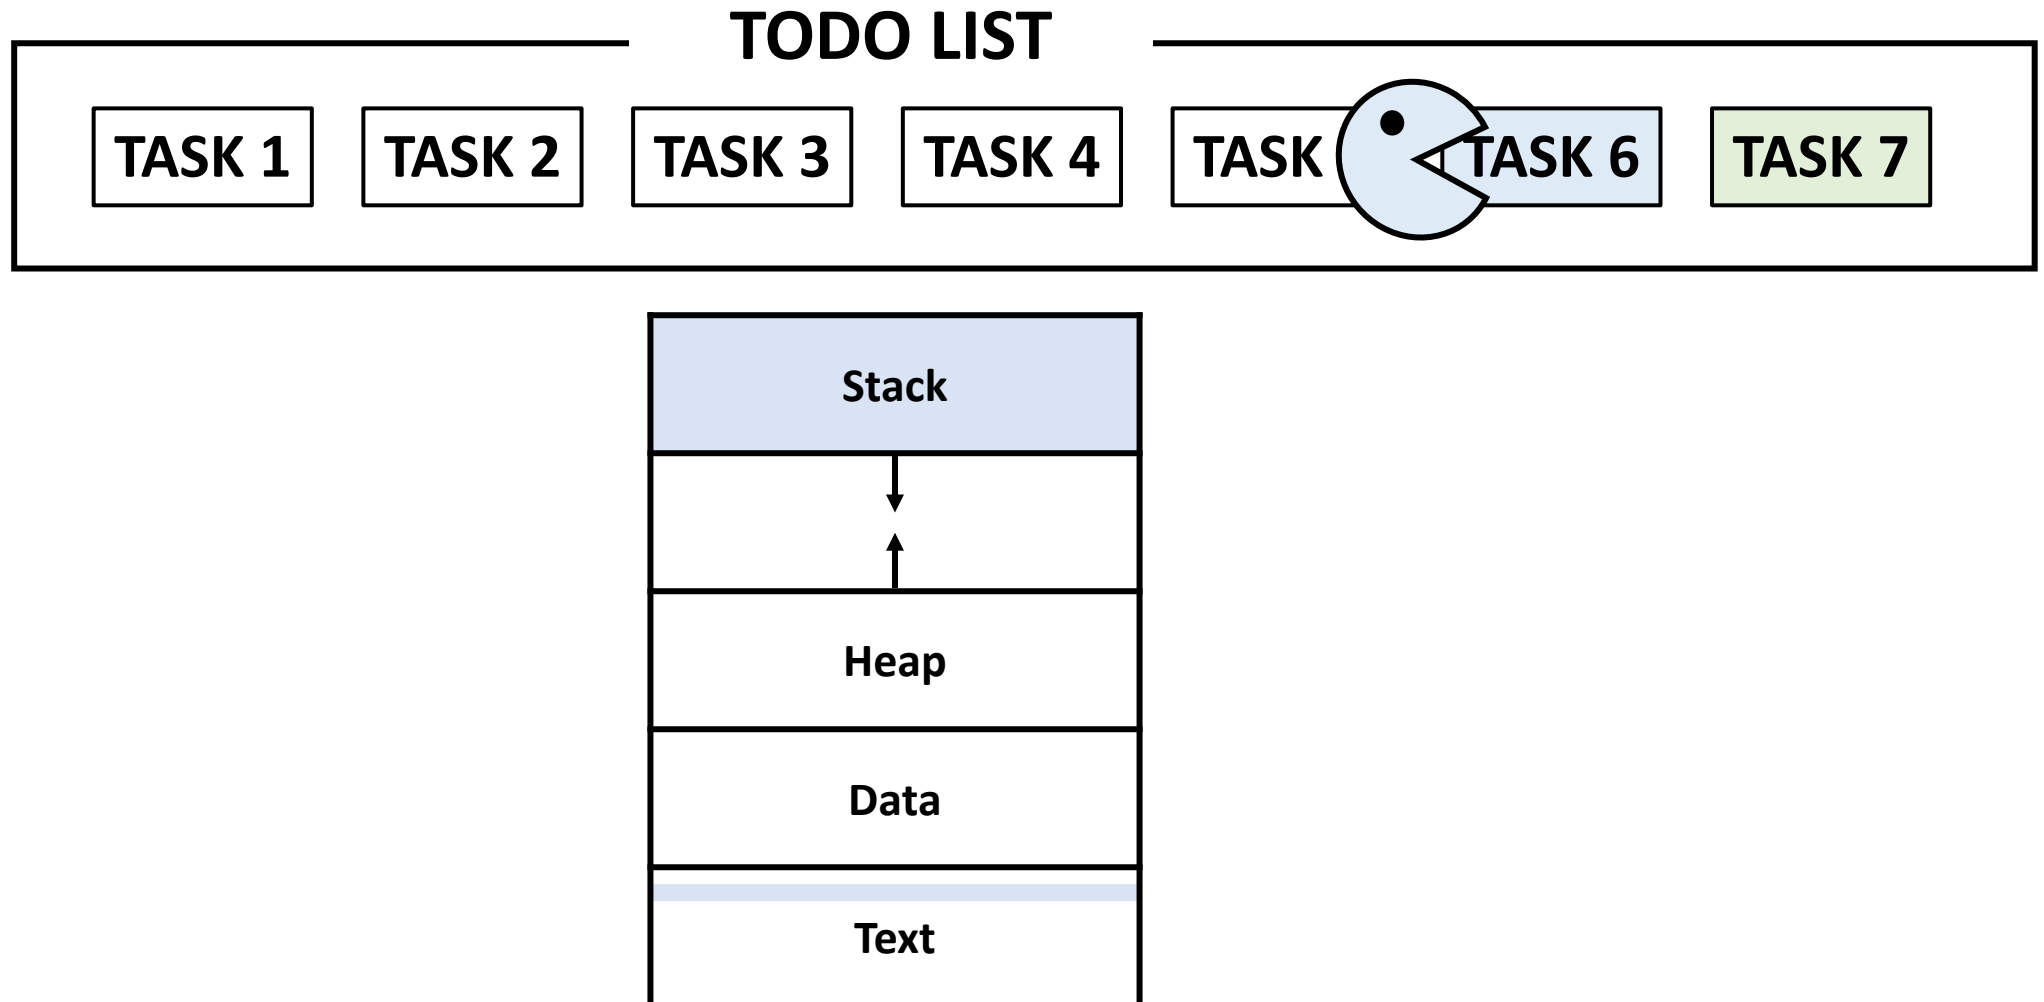 TODO LIST
TASK 1 TASK 2 TASK 3 TASK 4 TASK TASK 6 TASK 7
Stack
Heap
Data
Text